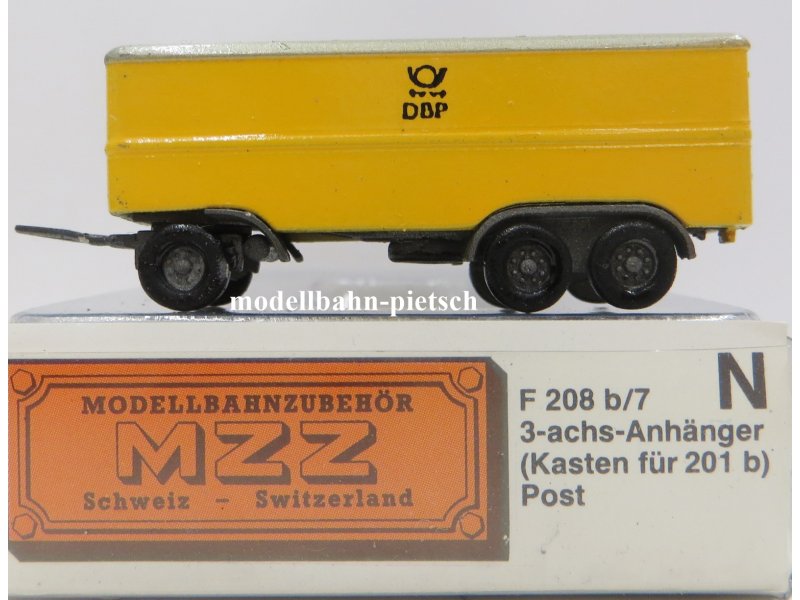 DBP
modellbahn-pietsch
MODELLBAHNZUBEHÖR
MZZ
Schweiz – Switzerland
N
F 208 b/7
3-achs-Anhänger
(Kasten für 201 b)
Post